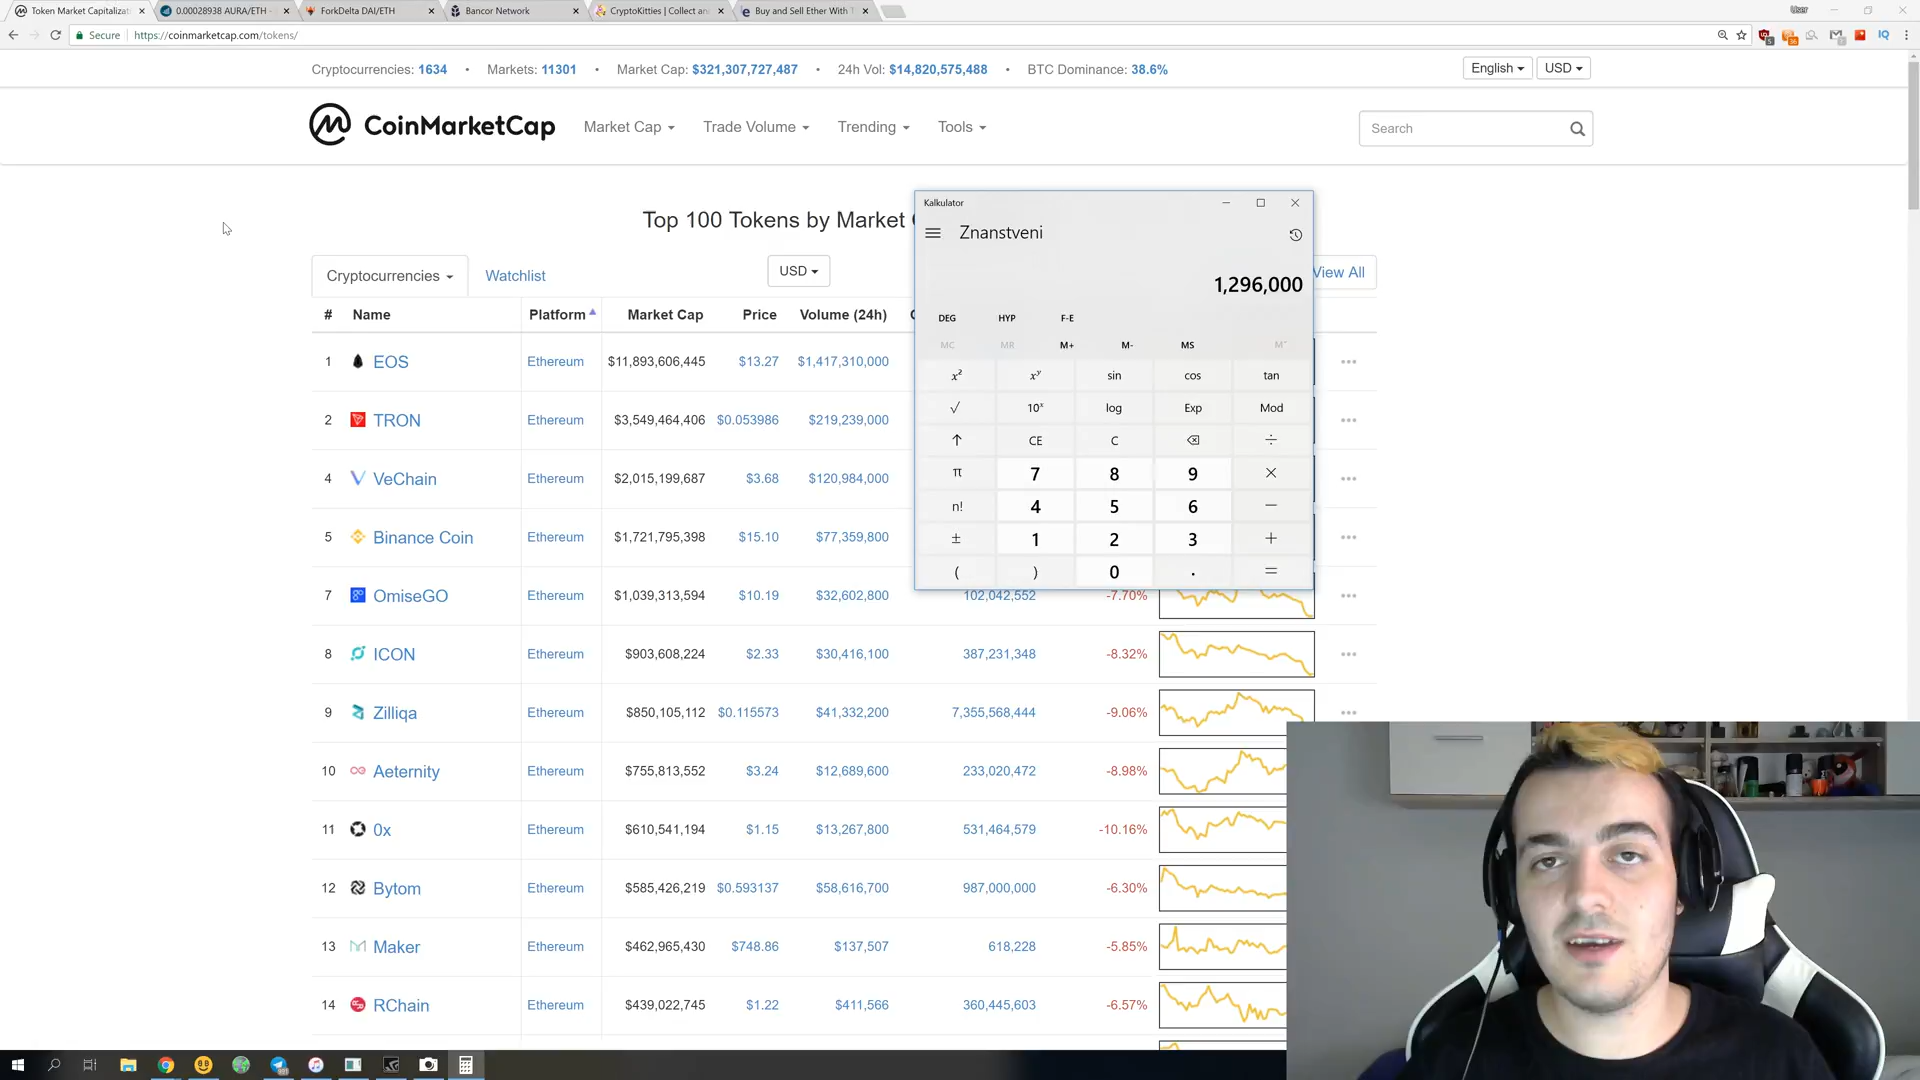 Token Market Capitalizat
0.00028938 AURA/ETH -
ForkDelta DAI/ETH
Bancor Network
CryptoKitties | Collect an
Buy and Sell Ether With
User
Secure
https://coinmarketcap.com/tokens/
Cryptocurrencies: 1634 • Markets: 11301 • Market Cap: $321,307,727,487 • 24h Vol: $14,820,575,488 • BTC Dominance: 38.6%
English
USD
CoinMarketCap
Market Cap
Trade Volume
Trending
Tools
Search
Top 100 Tokens by Market
Cryptocurrencies
Watchlist
USD
View All
# Name Platform Market Cap Price Volume (24h)
1 EOS Ethereum $11,893,606,445 $13.27 $1,417,310,000
2 TRON Ethereum $3,549,464,406 $0.053986 $219,239,000
4 VeChain Ethereum $2,015,199,687 $3.68 $120,984,000
5 Binance Coin Ethereum $1,721,795,398 $15.10 $77,359,800
7 OmiseGO Ethereum $1,039,313,594 $10.19 $32,602,800 102,042,552 -7.70%
8 ICON Ethereum $903,608,224 $2.33 $30,416,100 387,231,348 -8.32%
9 Zilliqa Ethereum $850,105,112 $0.115573 $41,332,200 7,355,568,444 -9.06%
10 Aeternity Ethereum $755,813,552 $3.24 $12,689,600 233,020,472 -8.98%
11 0x Ethereum $610,541,194 $1.15 $13,267,800 531,464,579 -10.16%
12 Bytom Ethereum $585,426,219 $0.593137 $58,616,700 987,000,000 -6.30%
13 Maker Ethereum $462,965,430 $748.86 $137,507 618,228 -5.85%
14 RChain Ethereum $439,022,745 $1.22 $411,566 360,445,603 -6.57%
Kalkulator
Znanstveni
1,296,000
DEG HYP F-E
MC MR M+ M- MS M˅
x² xʸ sin cos tan
√ 10ˣ log Exp Mod
↑ CE C ⌫ ÷
π 7 8 9 ×
n! 4 5 6 −
± 1 2 3 +
( ) 0 . =